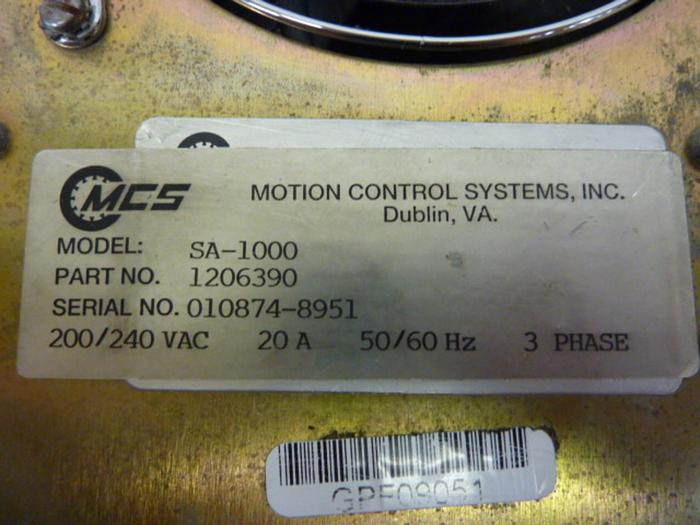 MCS
MOTION CONTROL SYSTEMS, INC.
Dublin, VA.
MODEL: SA-1000
PART NO. 1206390
SERIAL NO. 010874-8951
200/240 VAC 20 A 50/60 Hz 3 PHASE
GPE09051